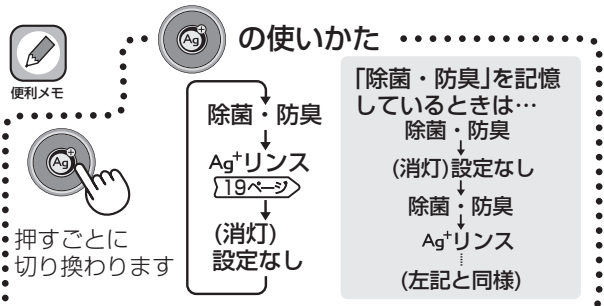 Ag⁺ の使いかた
便利メモ
Ag⁺
押すごとに
切り換わります
除菌・防臭
Ag⁺リンス
19ページ
(消灯)
設定なし
「除菌・防臭」を記憶
しているときは…
除菌・防臭
(消灯)設定なし
除菌・防臭
Ag⁺リンス
(左記と同様)